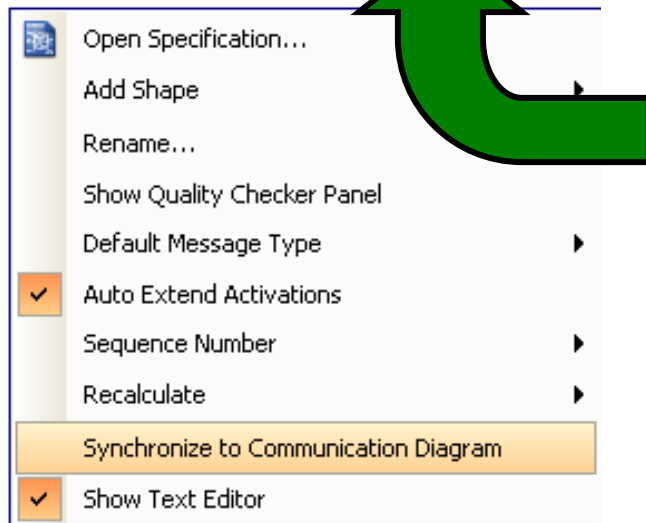 Open Specification...
Add Shape
Rename...
Show Quality Checker Panel
Default Message Type
Auto Extend Activations
Sequence Number
Recalculate
Synchronize to Communication Diagram
Show Text Editor